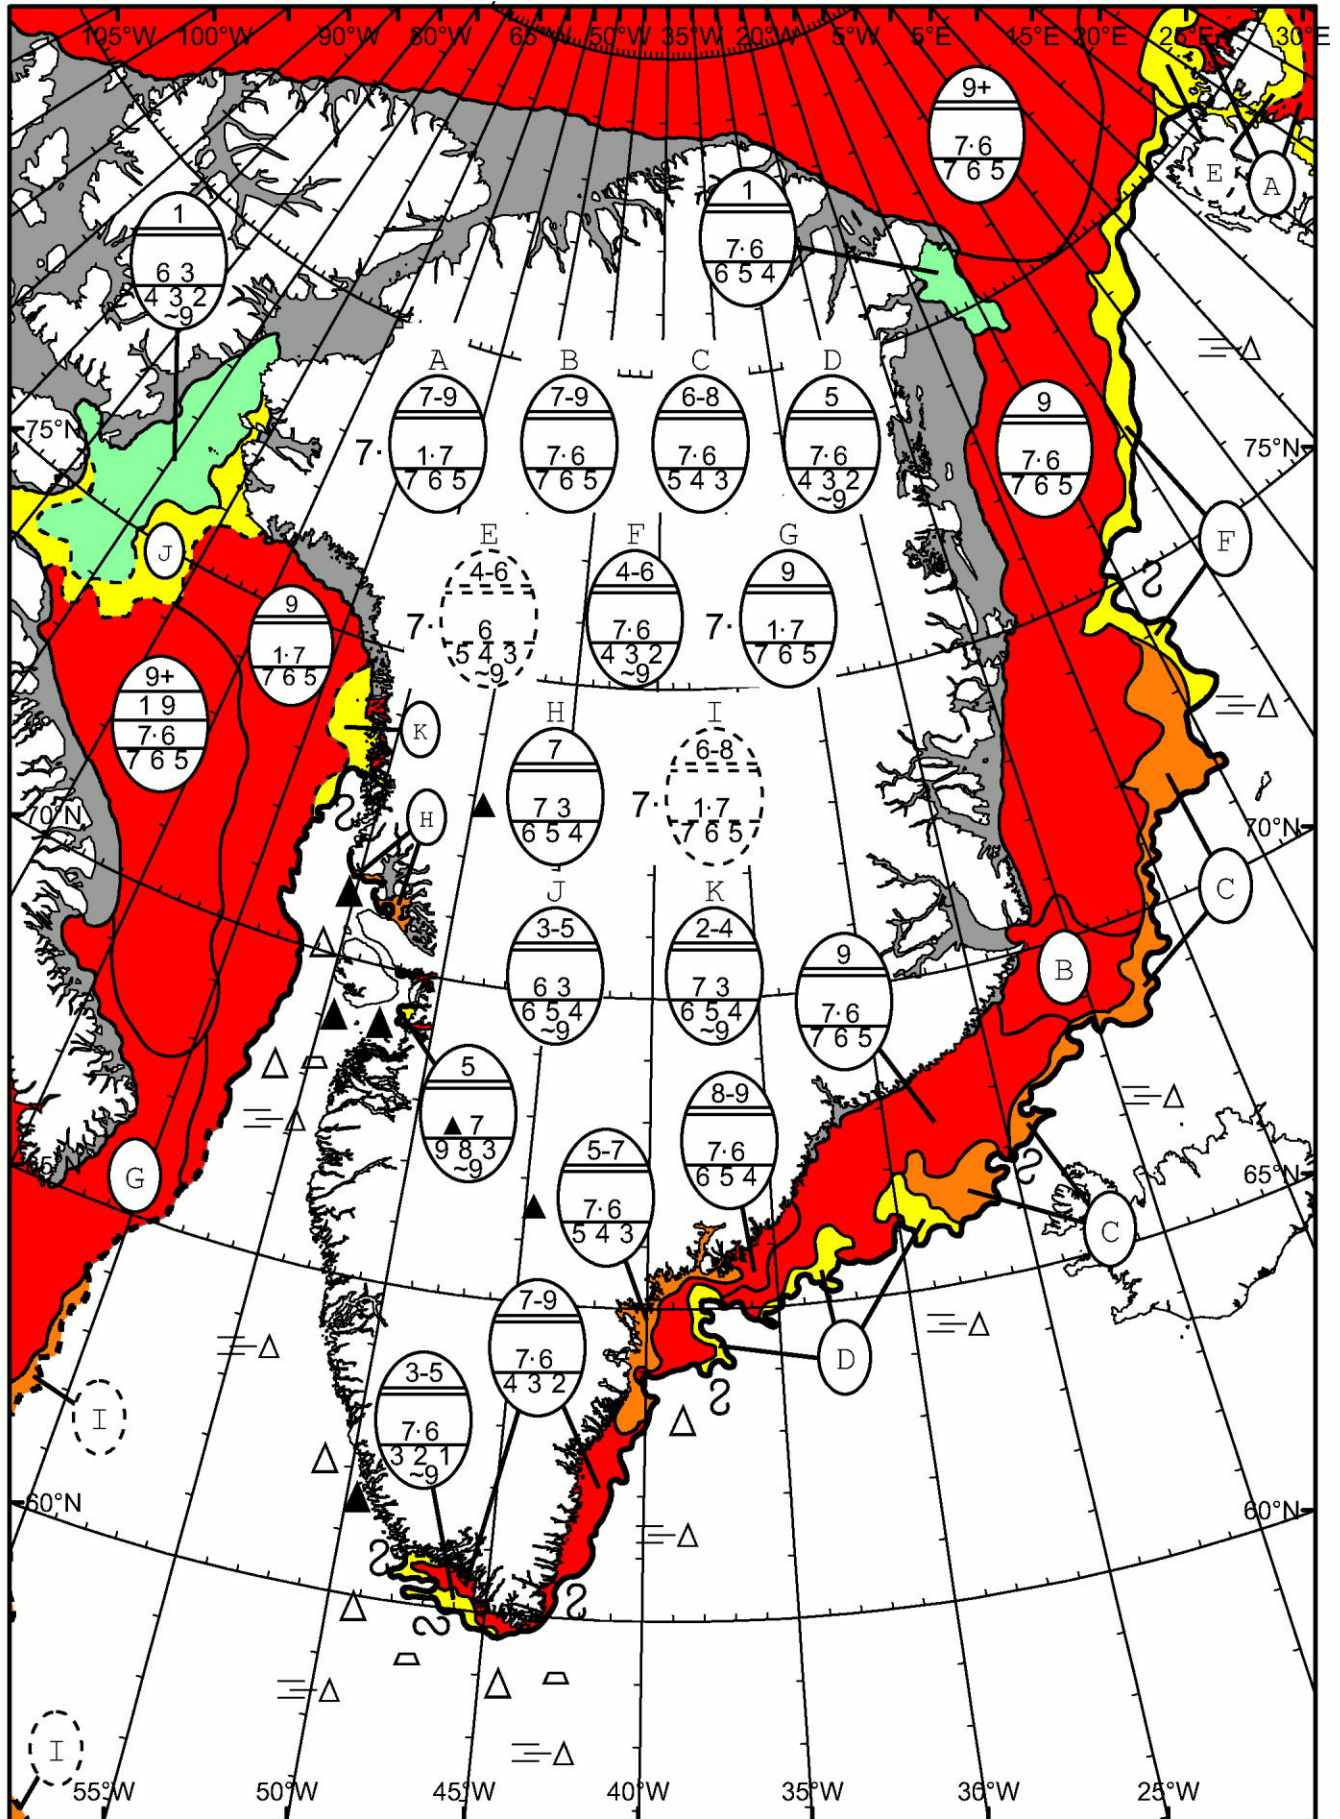 105°W 100°W 90°W 80°W 65°W 50°W 35°W 20°W 5°W 5°E 15°E 20°E 25°E 30°E
9+
7·6
7 6 5
E
A
1
6 3
4 3 2
~9
1
7·6
6 5 4
75°N
75°N
A B C D
7-9
7·
1·7
7 6 5
7-9
7·6
7 6 5
6-8
7·6
5 4 3
5
7·6
4 3 2
~9
9
7·6
7 6 5
J
F
E F G
4-6
7·
6
5 4 3
~9
4-6
7·6
4 3 2
~9
9
7·
1·7
7 6 5
9
1·7
7 6 5
9+
1 9
7·6
7 6 5
K
H
H I
7
7 3
6 5 4
6-8
7·
1·7
7 6 5
70°N
70°N
C
J K
3-5
6 3
6 5 4
~9
2-4
7 3
6 5 4
~9
9
7·6
7 6 5
B
5
▲ 7
9 8 3
~9
8-9
7·6
6 5 4
5-7
7·6
5 4 3
65°N
65°N
G
C
7-9
7·6
4 3 2
D
3-5
7·6
3 2 1
~9
I
60°N
60°N
I
55°W 50°W 45°W 40°W 35°W 30°W 25°W